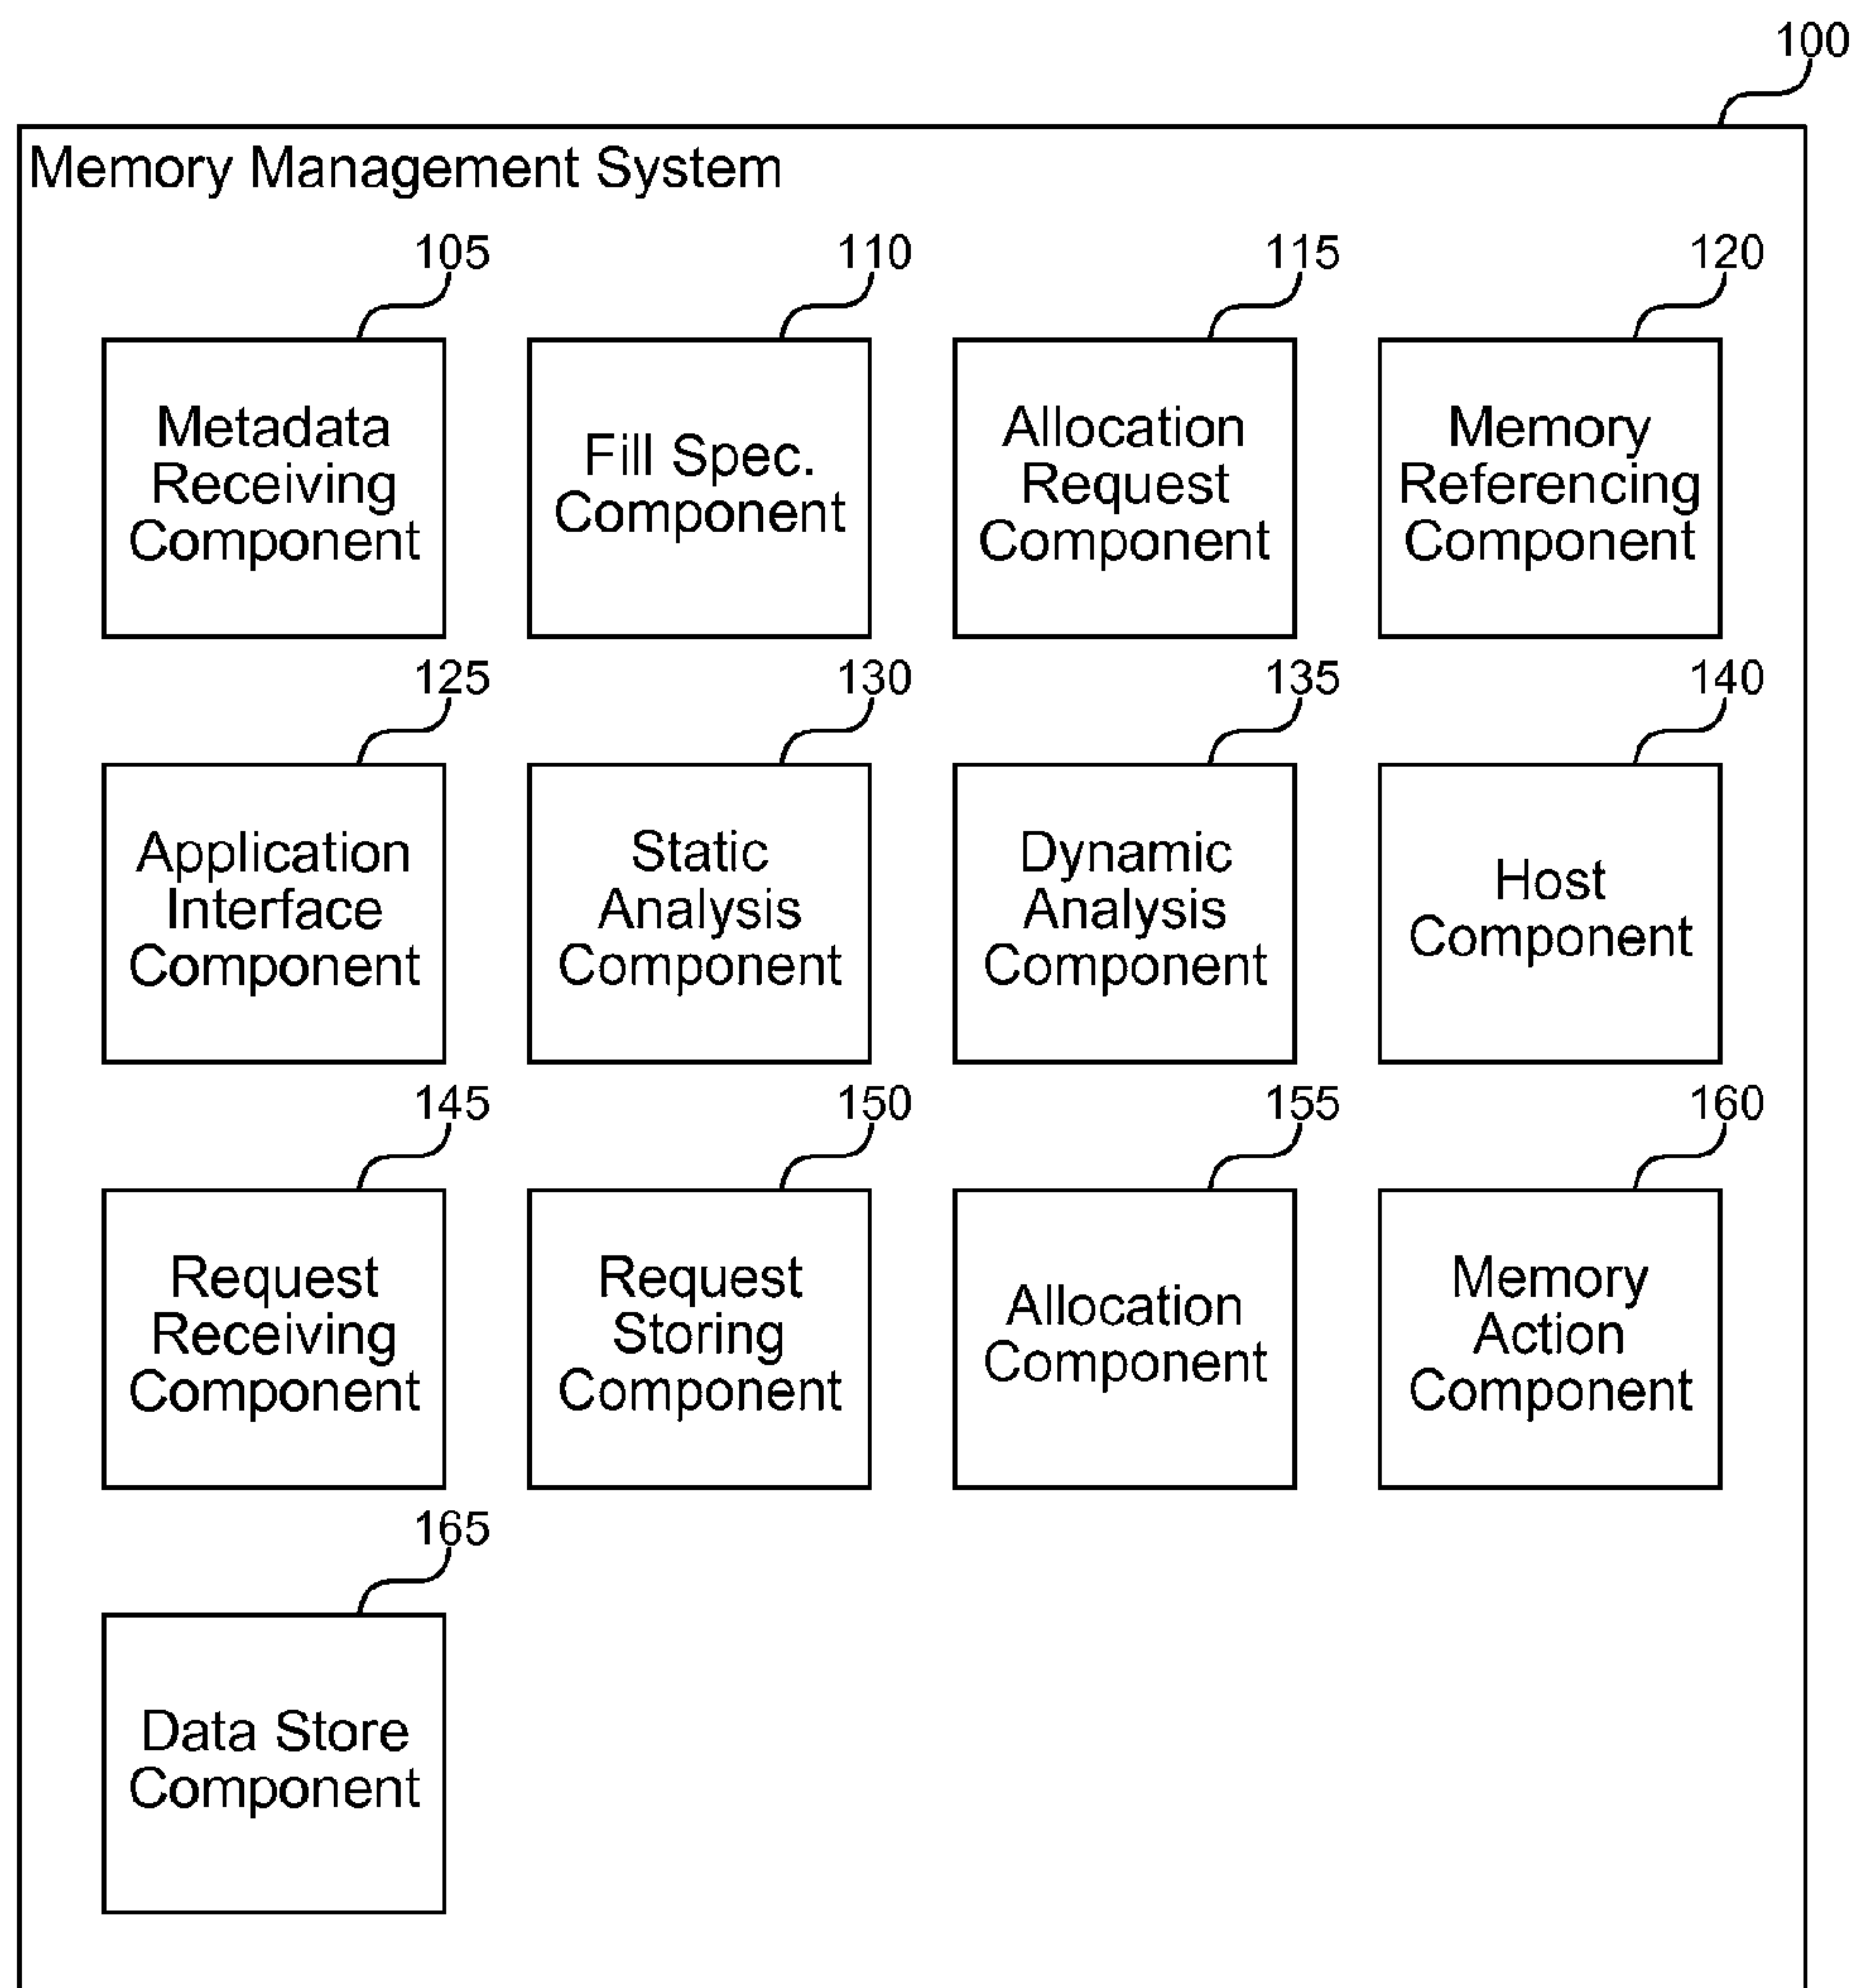 100
Memory Management System
105
110
115
120
Metadata
Receiving
Component
Fill Spec.
Component
Allocation
Request
Component
Memory
Referencing
Component
125
130
135
140
Application
Interface
Component
Static
Analysis
Component
Dynamic
Analysis
Component
Host
Component
145
150
155
160
Request
Receiving
Component
Request
Storing
Component
Allocation
Component
Memory
Action
Component
165
Data Store
Component